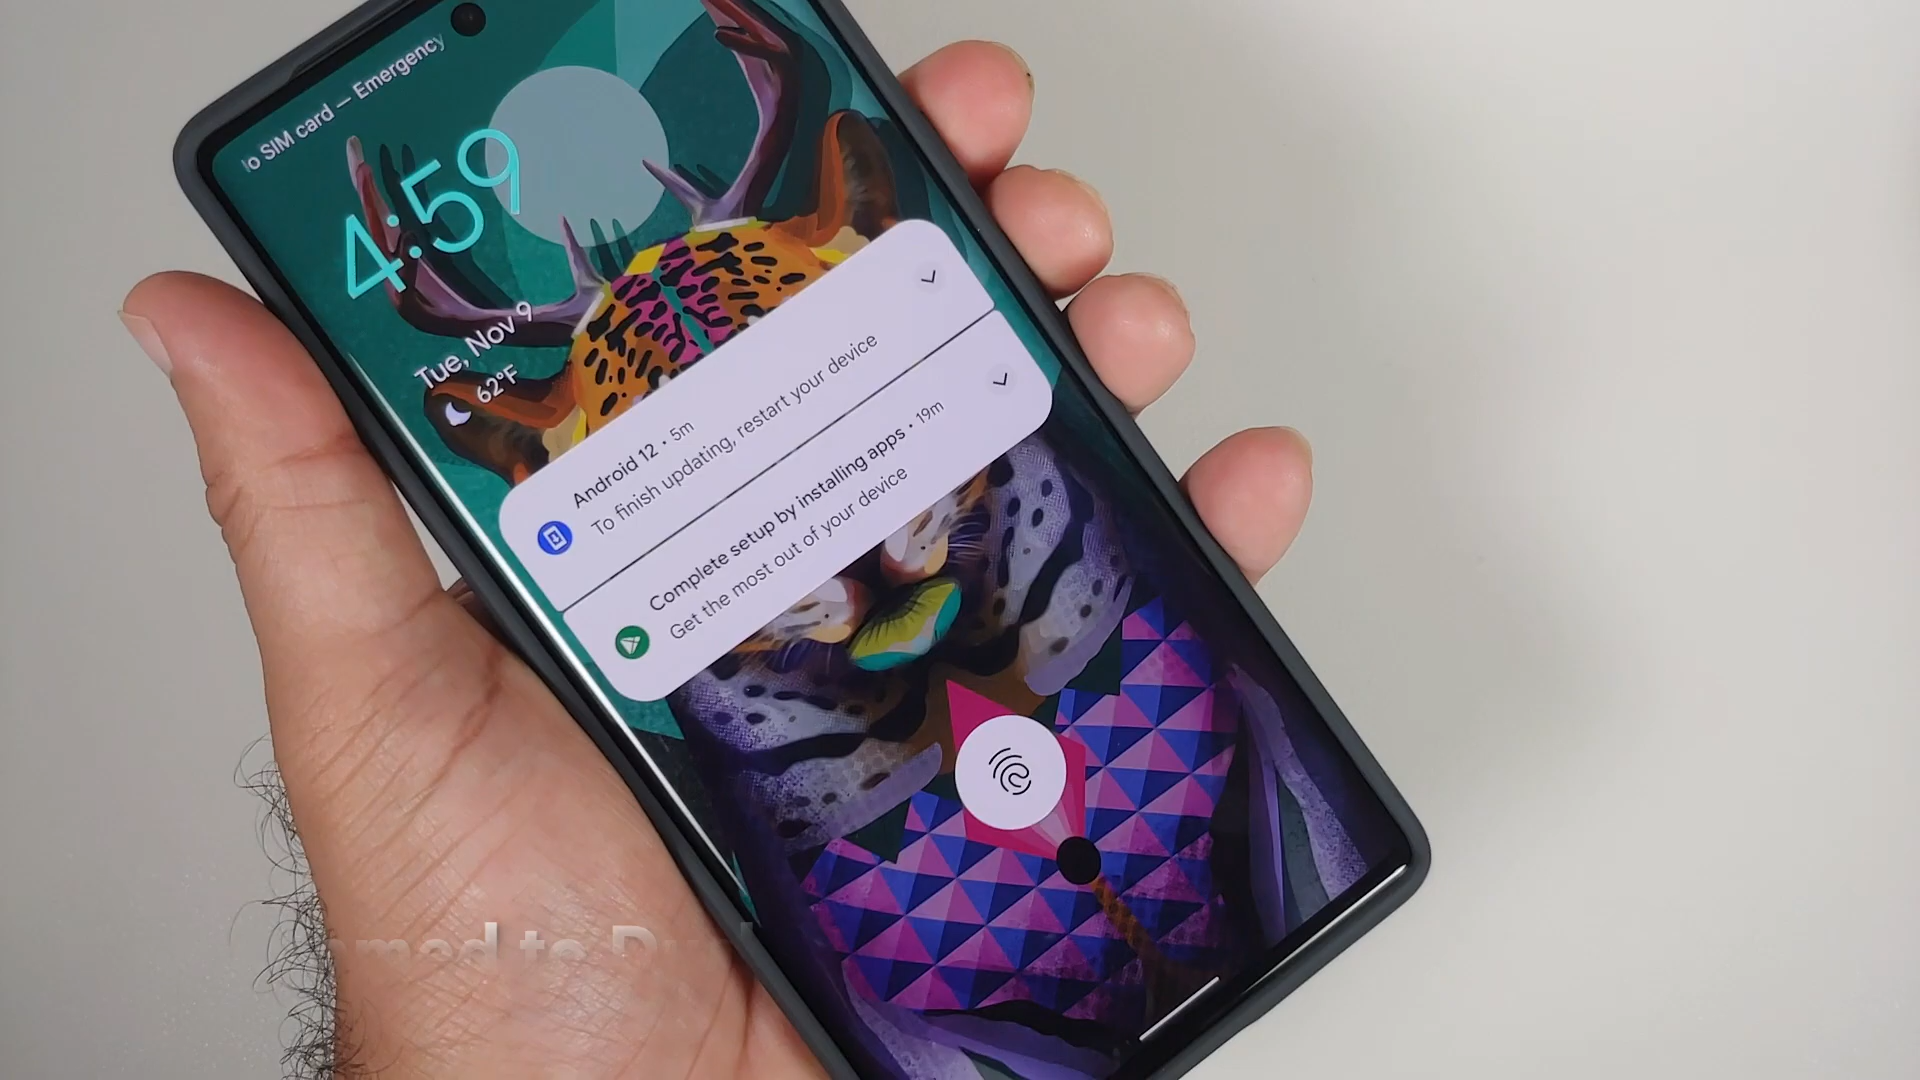 SIM card — Emergency
4:59
Tue, Nov 9
62°F
Android 12 • 5m
To finish updating, restart your device
Complete setup by installing apps • 19m
Get the most out of your device
to